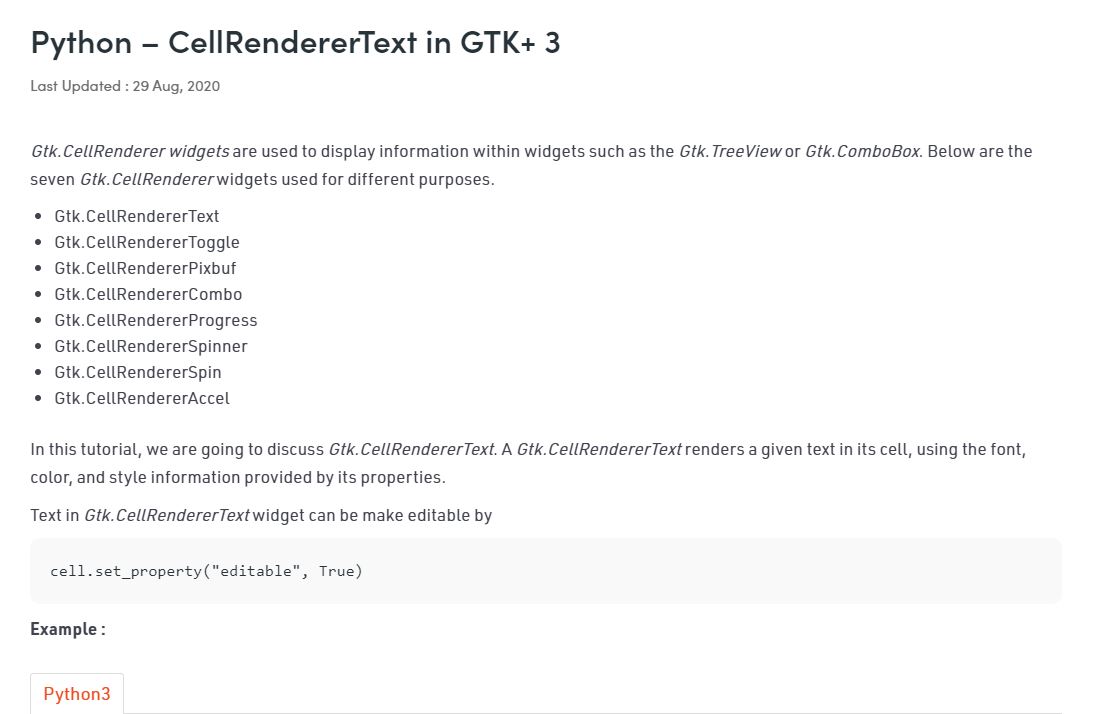 Python – CellRendererText in GTK+ 3
Last Updated : 29 Aug, 2020
Gtk.CellRenderer widgets are used to display information within widgets such as the Gtk.TreeView or Gtk.ComboBox. Below are the
seven Gtk.CellRenderer widgets used for different purposes.
• Gtk.CellRendererText
• Gtk.CellRendererToggle
• Gtk.CellRendererPixbuf
• Gtk.CellRendererCombo
• Gtk.CellRendererProgress
• Gtk.CellRendererSpinner
• Gtk.CellRendererSpin
• Gtk.CellRendererAccel
In this tutorial, we are going to discuss Gtk.CellRendererText. A Gtk.CellRendererText renders a given text in its cell, using the font,
color, and style information provided by its properties.
Text in Gtk.CellRendererText widget can be make editable by
cell.set_property("editable", True)
Example :
Python3